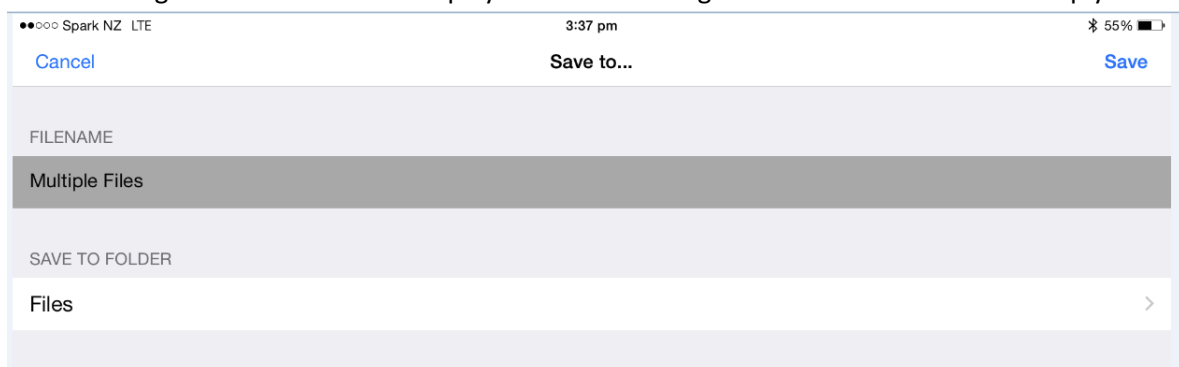 ●●○○○ Spark NZ LTE 3:37 pm 55%
Cancel Save to... Save
FILENAME
Multiple Files
SAVE TO FOLDER
Files